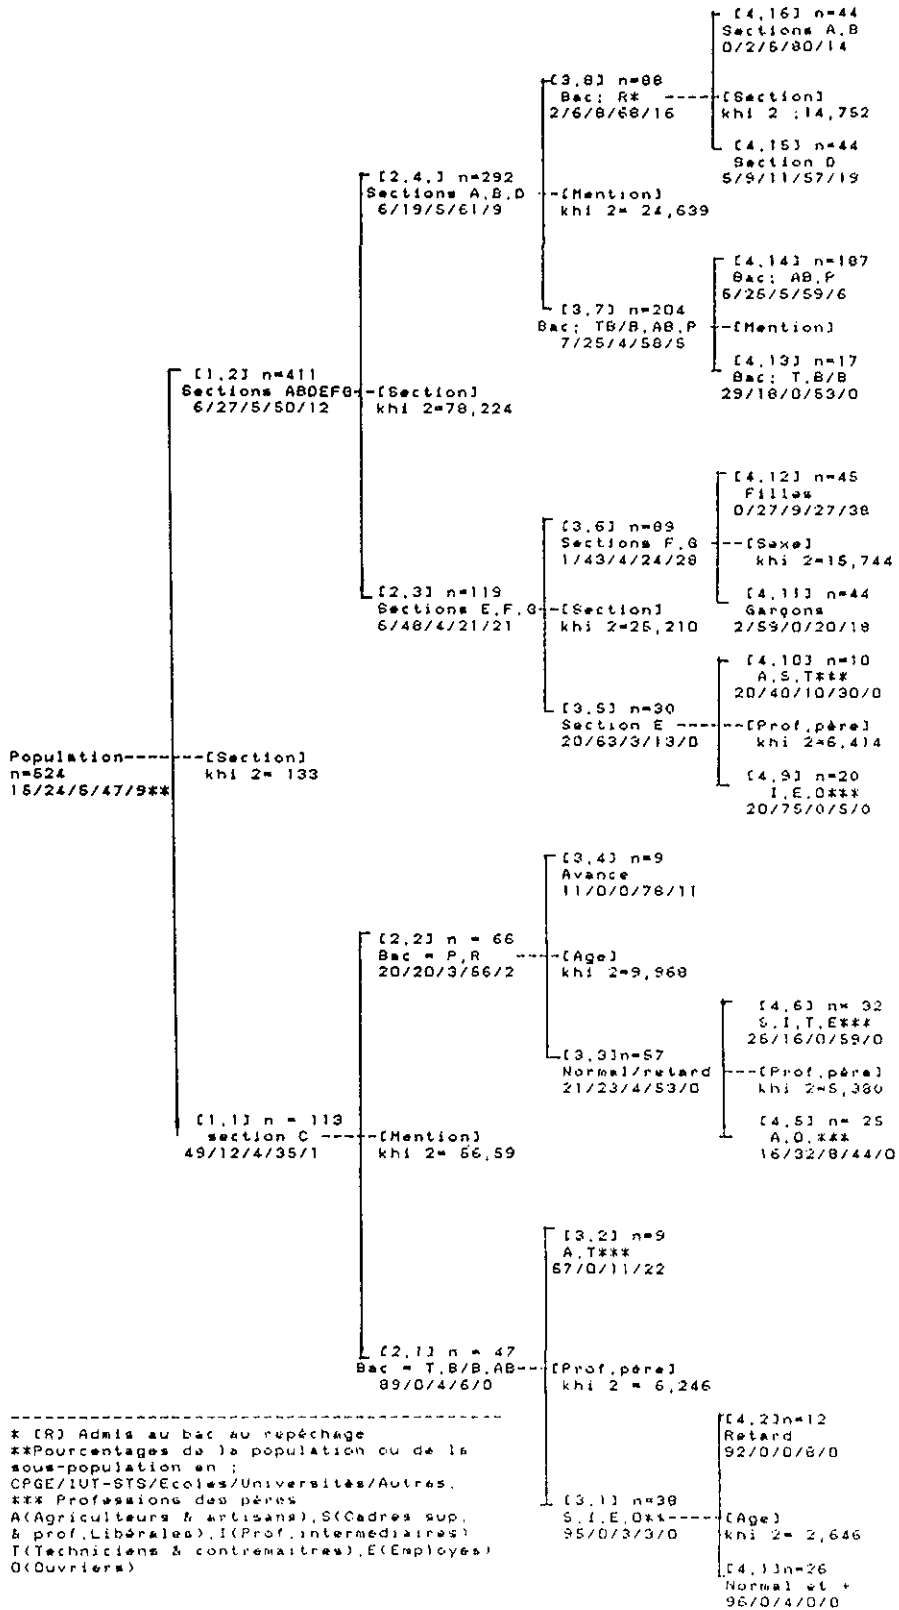 [4,16] n=44
Sections A,B
0/2/5/80/14
[3,8] n=88
Bac: R*
2/6/8/68/16
[Section]
khi 2 :14,752
[4,15] n=44
Section D
5/9/11/57/19
[2,4,] n=292
Sections A,B,D
6/19/5/61/9
[Mention]
khi 2= 24,639
[4,14] n=187
Bac: AB,P
5/25/5/59/6
[3,7] n=204
Bac: TB/B,AB,P
7/25/4/58/5
[Mention]
[4,13] n=17
Bac: T,B/B
29/18/0/53/0
[1,2] n=411
Sections ABDEFG
6/27/5/50/12
[Section]
khi 2=78,224
[4,12] n=45
Filles
0/27/9/27/38
[3,6] n=89
Sections F,G
1/43/4/24/28
[Sexe]
khi 2=15,744
[4,11] n=44
Garçons
2/59/0/20/18
[2,3] n=119
Sections E,F,G
6/48/4/21/21
[Section]
khi 2=25,210
[4,10] n=10
A,S,T***
20/40/10/30/0
[3,5] n=30
Section E
20/63/3/13/0
[Prof,père]
khi 2=6,414
[4,9] n=20
I,E,O***
20/75/0/5/0
Population
n=524
15/24/5/47/9**
[Section]
khi 2= 133
[3,4] n=9
Avance
11/0/0/78/11
[2,2] n = 66
Bac = P,R
20/20/3/56/2
[Age]
khi 2=9,968
[4,6] n= 32
S,I,T,E***
25/16/0/59/0
[3,3]n=57
Normal/retard
21/23/4/53/0
[Prof,père]
khi 2=5,380
[4,5] n= 25
A,O,***
16/32/8/44/0
[1,1] n = 113
section C
49/12/4/35/1
[Mention]
khi 2= 56,59
[3,2] n=9
A,T***
67/0/11/22
[2,1] n = 47
Bac = T,B/B,AB
89/0/4/6/0
[Prof,père]
khi 2 = 6,246
[4,2]n=12
Retard
92/0/0/8/0
[3,1] n=38
S,I,E,O**
95/0/3/3/0
[Age]
khi 2= 2,646
[4,1]n=26
Normal et +
96/0/4/0/0
* [R] Admis au bac au repéchage
**Pourcentages de la population ou de la
sous-population en ;
CPGE/IUT-STS/Ecoles/Universités/Autres.
*** Professions des pères
A(Agriculteurs & artisans),S(Cadres sup.
& prof.Libérales),I(Prof.intermédiaires)
T(Techniciens & contremaitres),E(Employés)
O(Ouvriers)